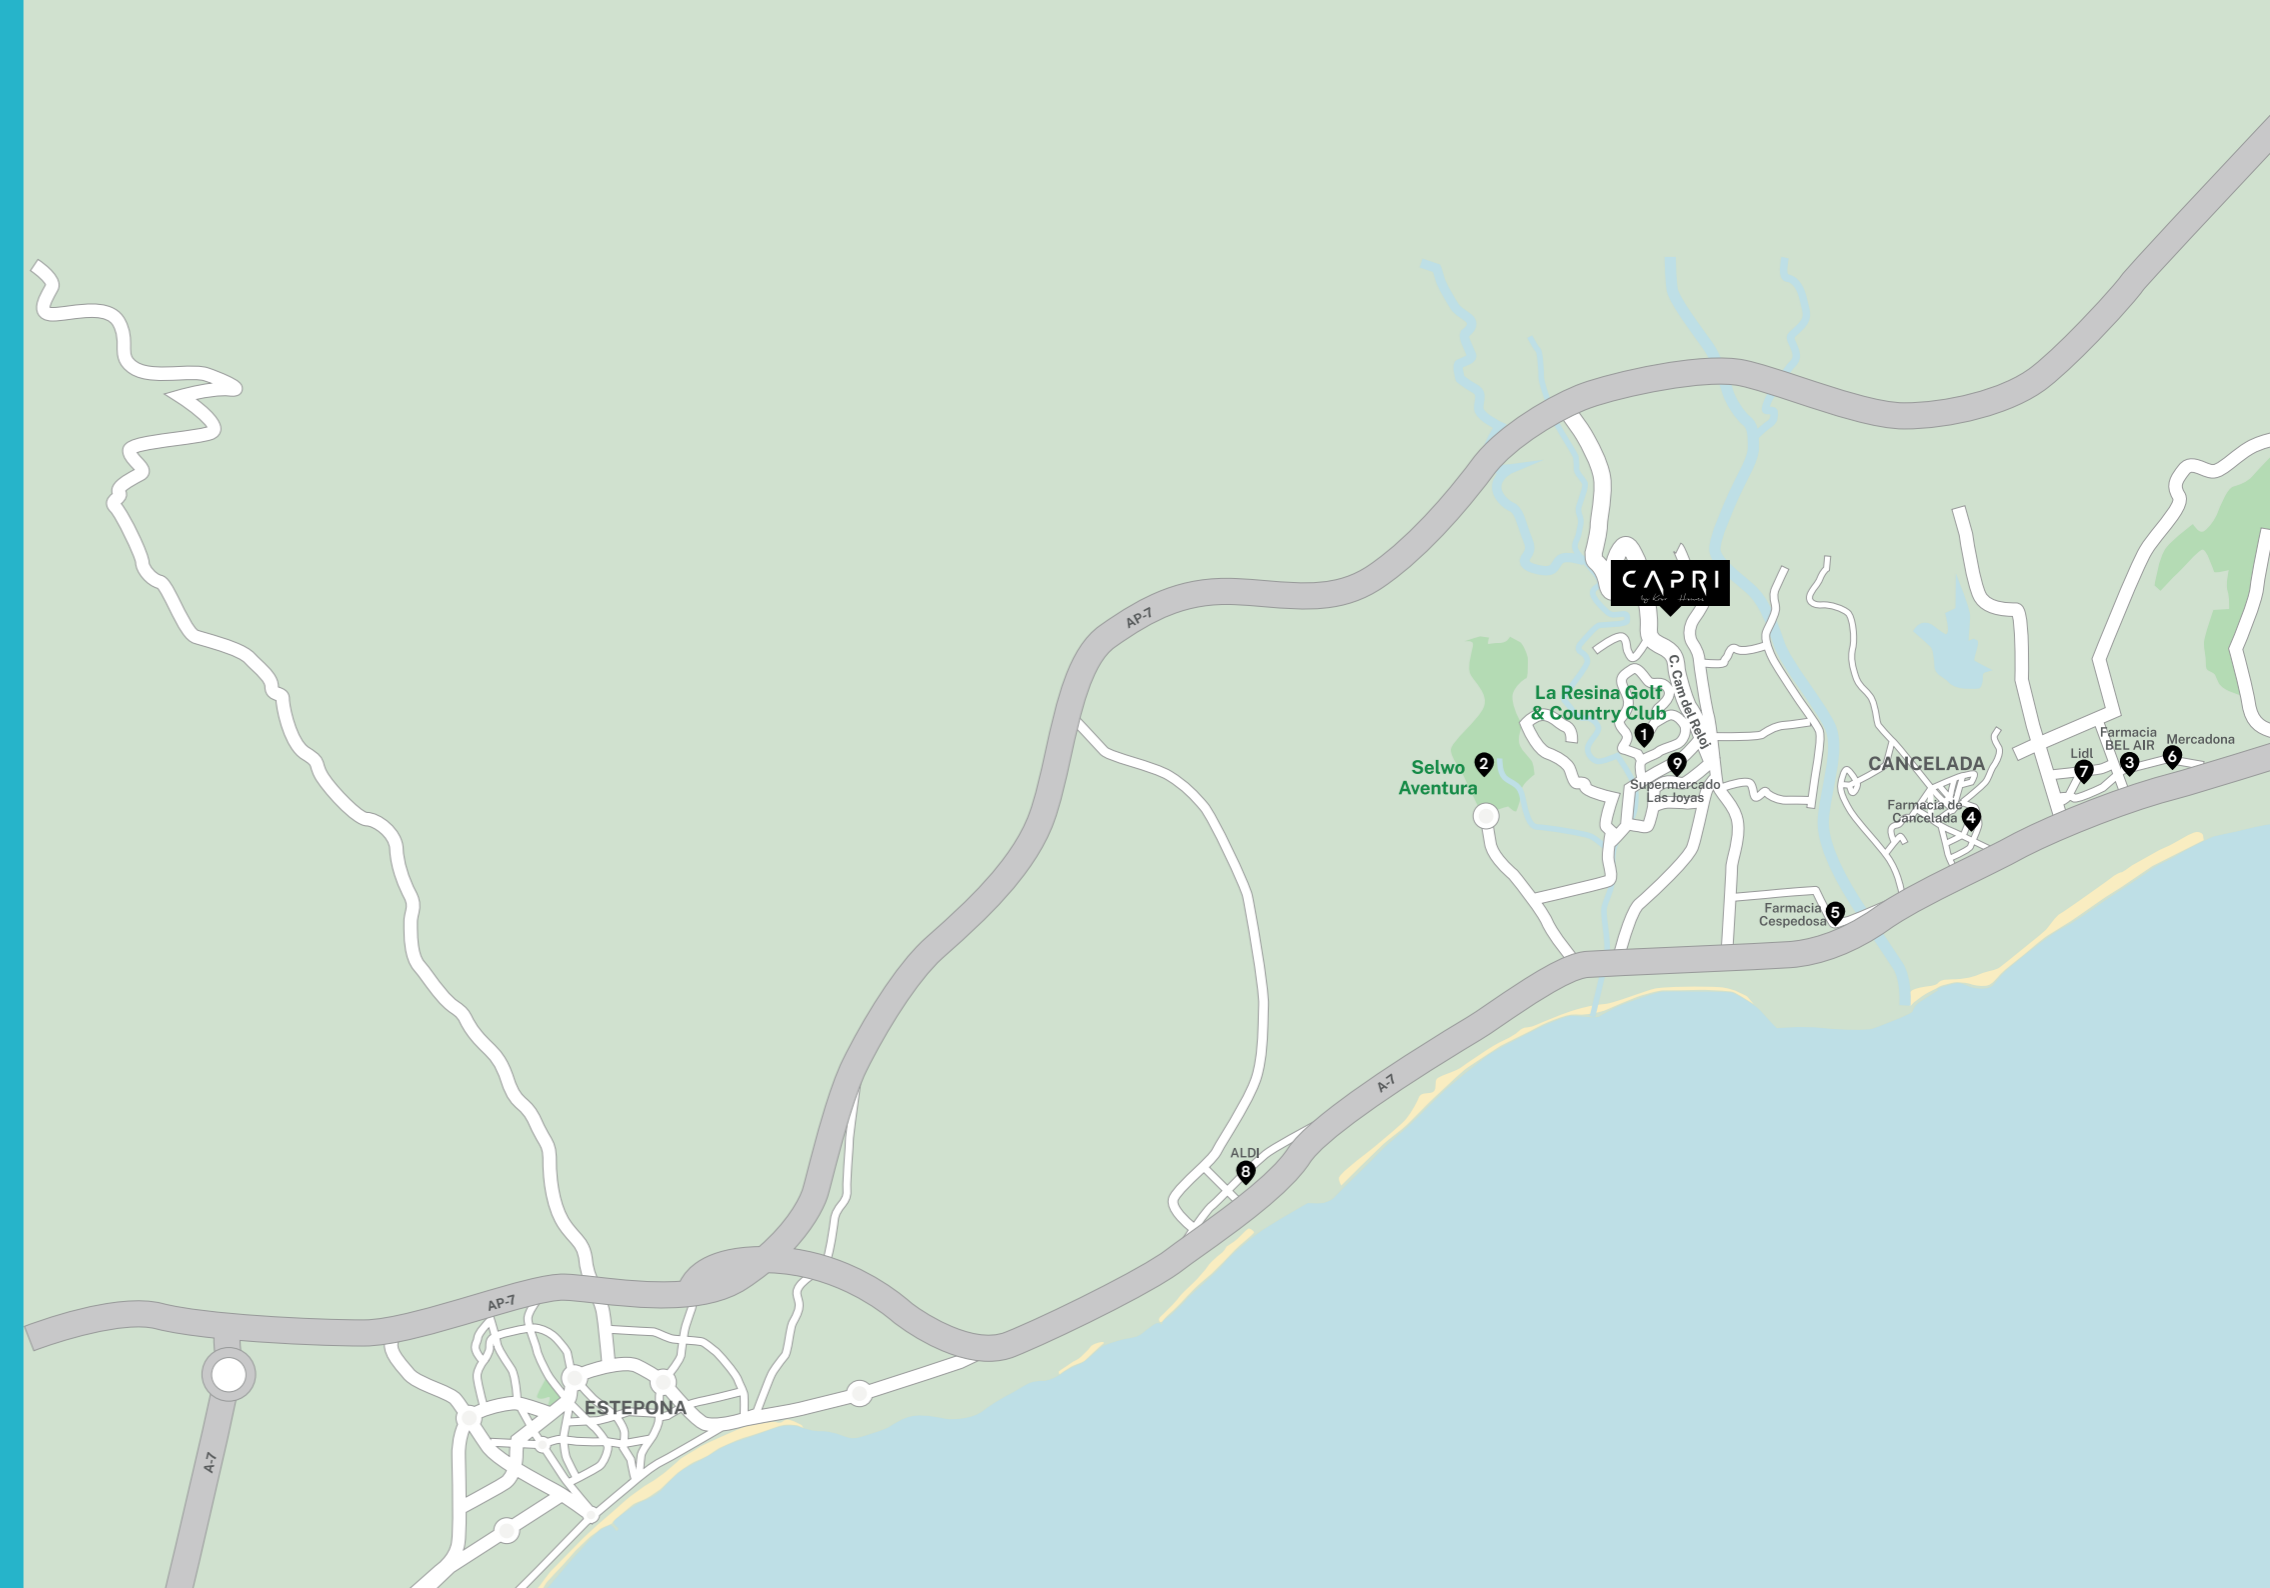 CAPRI
AP-7
C. Cam del Reloj
La Resina Golf
& Country Club
1
Selwo
Aventura
2
9
Supermercado
Las Joyas
CANCELADA
Farmacia de
Cancelada
4
Farmacia
BEL AIR
3
Mercadona
6
Lidl
7
Farmacia
Cespedosa
5
A-7
ALDI
8
AP-7
ESTEPONA
A-7